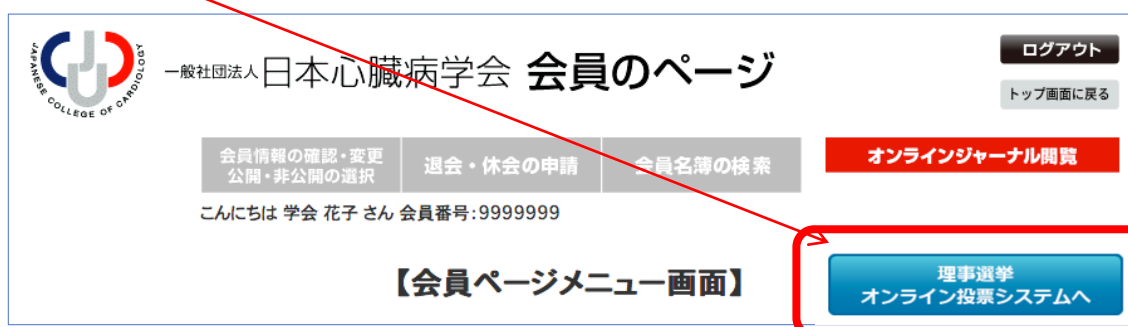 JAPANESE COLLEGE OF CARDIOLOGY
一般社団法人日本心臓病学会 会員のページ
ログアウト
トップ画面に戻る
会員情報の確認・変更
公開・非公開の選択
退会・休会の申請
会員名簿の検索
オンラインジャーナル閲覧
こんにちは 学会 花子 さん 会員番号:9999999
【会員ページメニュー画面】
理事選挙
オンライン投票システムへ